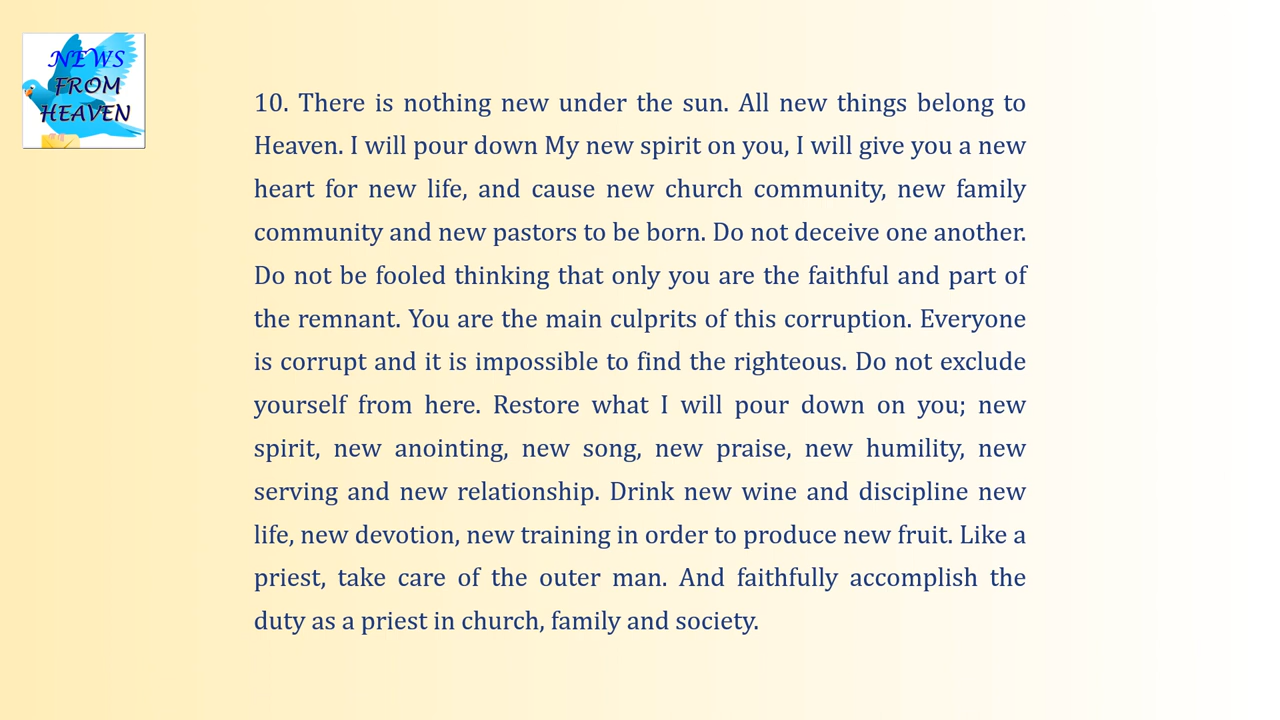 NEWS
FROM
HEAVEN
10. There is nothing new under the sun. All new things belong to
Heaven. I will pour down My new spirit on you, I will give you a new
heart for new life, and cause new church community, new family
community and new pastors to be born. Do not deceive one another.
Do not be fooled thinking that only you are the faithful and part of
the remnant. You are the main culprits of this corruption. Everyone
is corrupt and it is impossible to find the righteous. Do not exclude
yourself from here. Restore what I will pour down on you; new
spirit, new anointing, new song, new praise, new humility, new
serving and new relationship. Drink new wine and discipline new
life, new devotion, new training in order to produce new fruit. Like a
priest, take care of the outer man. And faithfully accomplish the
duty as a priest in church, family and society.